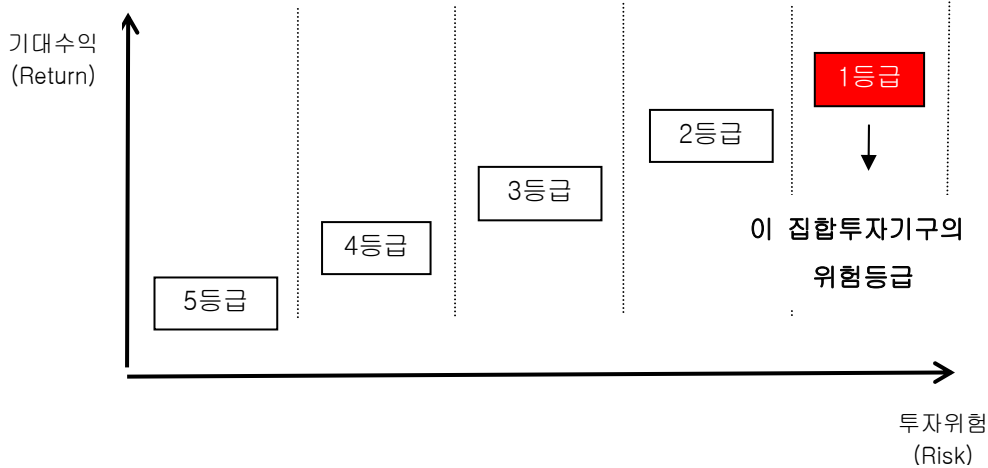 기대수익
(Return)
1등급
2등급
3등급
4등급
5등급
이 집합투자기구의
위험등급
투자위험
(Risk)